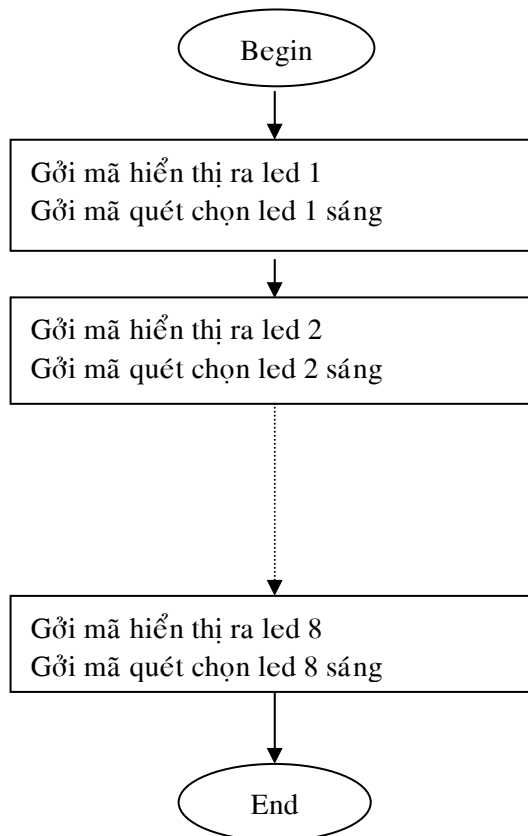 Begin
Gởi mã hiển thị ra led 1
Gởi mã quét chọn led 1 sáng
Gởi mã hiển thị ra led 2
Gởi mã quét chọn led 2 sáng
Gởi mã hiển thị ra led 8
Gởi mã quét chọn led 8 sáng
End